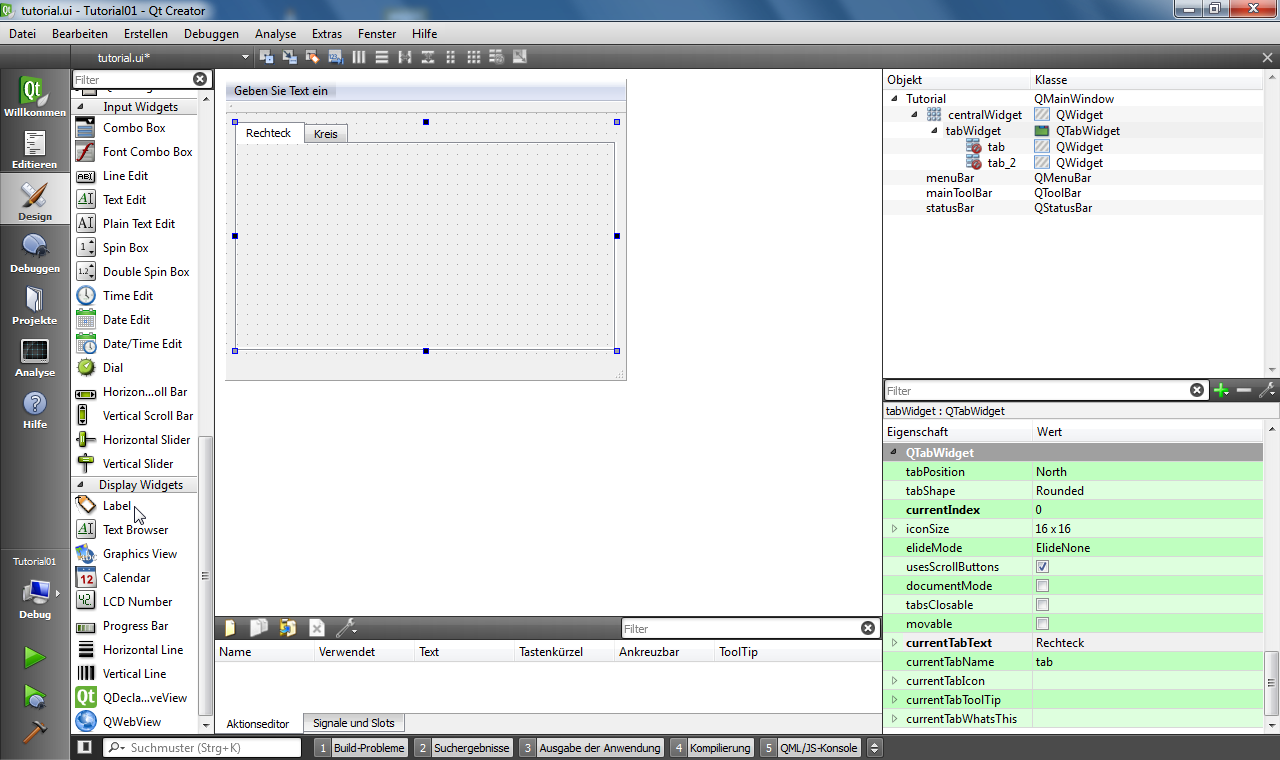 tutorial.ui - Tutorial01 - Qt Creator
Datei Bearbeiten Erstellen Debuggen Analyse Extras Fenster Hilfe
tutorial.ui*
Willkommen
Editieren
Design
Debuggen
Projekte
Analyse
Hilfe
Tutorial01
Debug
Filter
Input Widgets
Combo Box
Font Combo Box
Line Edit
Text Edit
Plain Text Edit
Spin Box
Double Spin Box
Time Edit
Date Edit
Date/Time Edit
Dial
Horizon...oll Bar
Vertical Scroll Bar
Horizontal Slider
Vertical Slider
Display Widgets
Label
Text Browser
Graphics View
Calendar
LCD Number
Progress Bar
Horizontal Line
Vertical Line
QDecla...veView
QWebView
Geben Sie Text ein
Rechteck Kreis
Filter
Name Verwendet Text Tastenkürzel Ankreuzbar ToolTip
Aktionseditor Signale und Slots
Objekt Klasse
Tutorial QMainWindow
centralWidget QWidget
tabWidget QTabWidget
tab QWidget
tab_2 QWidget
menuBar QMenuBar
mainToolBar QToolBar
statusBar QStatusBar
Filter
tabWidget : QTabWidget
Eigenschaft Wert
QTabWidget
tabPosition North
tabShape Rounded
currentIndex 0
iconSize 16 x 16
elideMode ElideNone
usesScrollButtons
documentMode
tabsClosable
movable
currentTabText Rechteck
currentTabName tab
currentTabIcon
currentTabToolTip
currentTabWhatsThis
Suchmuster (Strg+K) 1 Build-Probleme 2 Suchergebnisse 3 Ausgabe der Anwendung 4 Kompilierung 5 QML/JS-Konsole